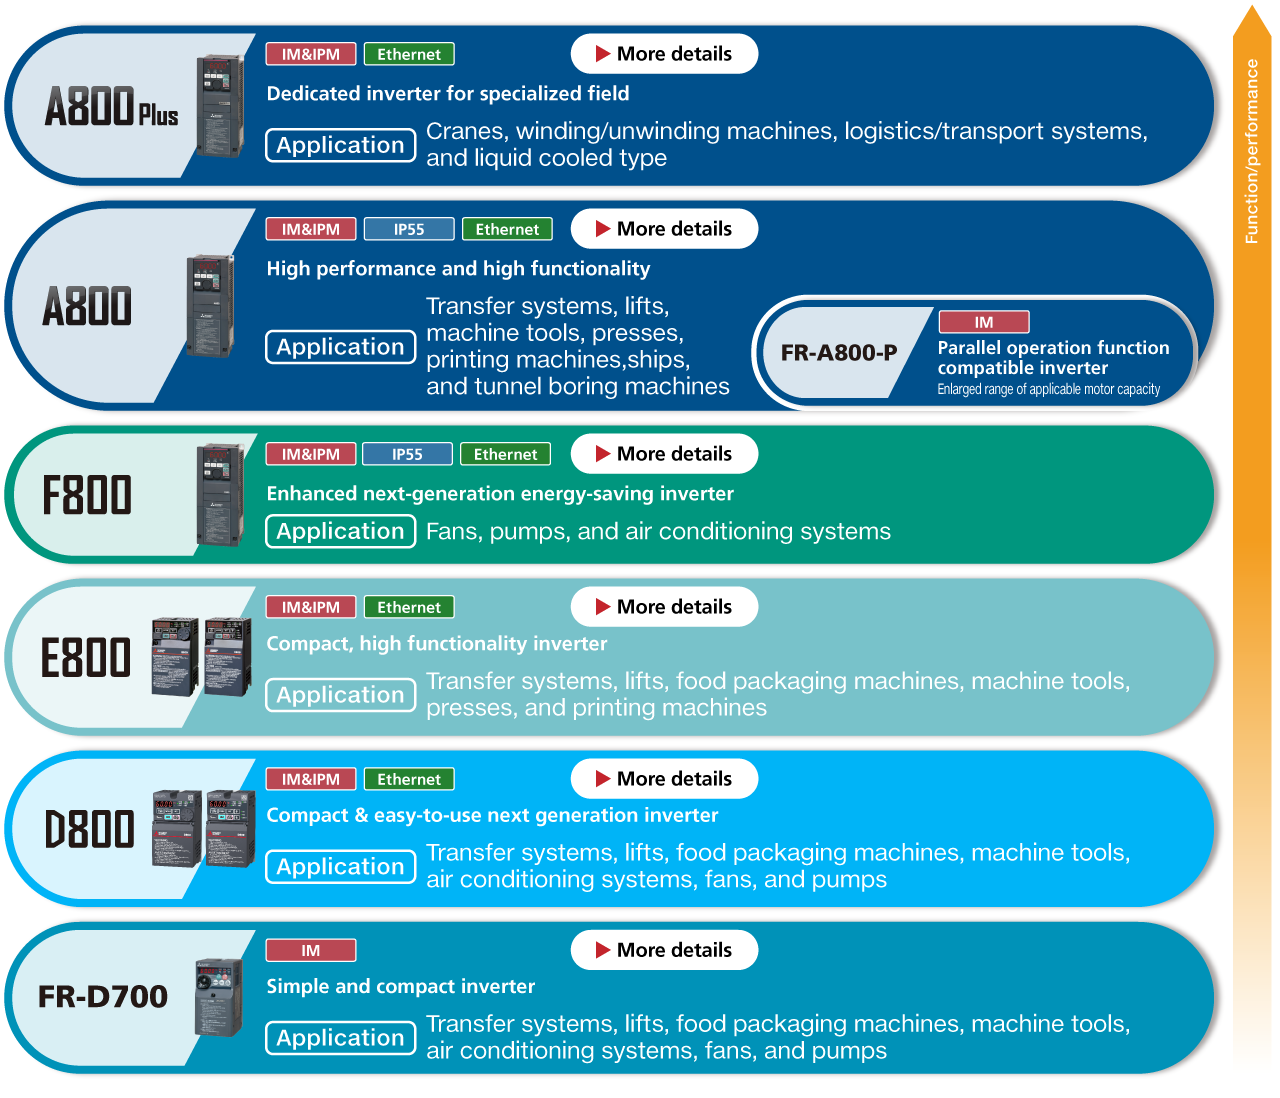 A800 Plus
IM&IPM
Ethernet
More details
Dedicated inverter for specialized field
Application
Cranes, winding/unwinding machines, logistics/transport systems,
and liquid cooled type
Function/performance
A800
IM&IPM
IP55
Ethernet
More details
High performance and high functionality
Application
Transfer systems, lifts,
machine tools, presses,
printing machines,ships,
and tunnel boring machines
FR-A800-P
IM
Parallel operation function
compatible inverter
Enlarged range of applicable motor capacity
F800
IM&IPM
IP55
Ethernet
More details
Enhanced next-generation energy-saving inverter
Application
Fans, pumps, and air conditioning systems
E800
IM&IPM
Ethernet
More details
Compact, high functionality inverter
Application
Transfer systems, lifts, food packaging machines, machine tools,
presses, and printing machines
D800
IM&IPM
Ethernet
More details
Compact & easy-to-use next generation inverter
Application
Transfer systems, lifts, food packaging machines, machine tools,
air conditioning systems, fans, and pumps
FR-D700
IM
More details
Simple and compact inverter
Application
Transfer systems, lifts, food packaging machines, machine tools,
air conditioning systems, fans, and pumps